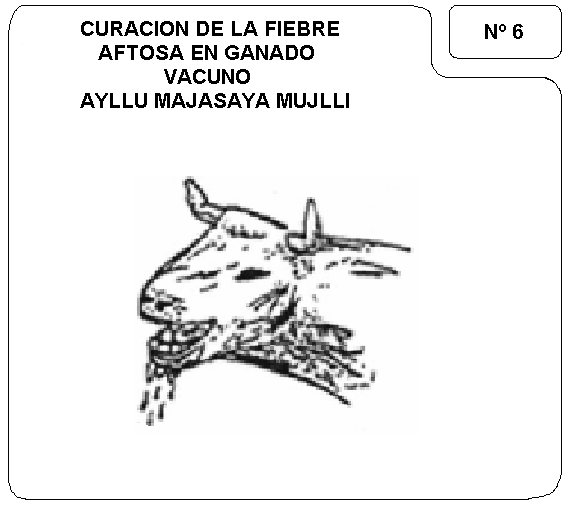 CURACION DE LA FIEBRE
AFTOSA EN GANADO
VACUNO
AYLLU MAJASAYA MUJLLI
Nº 6